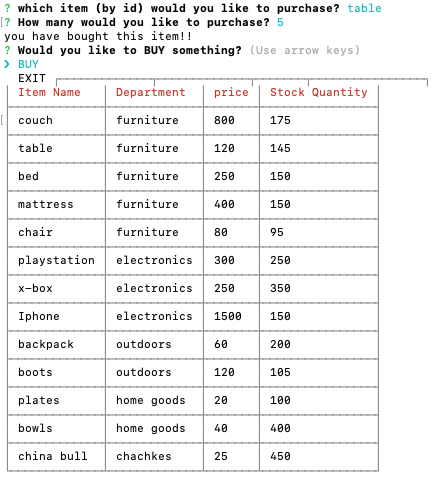 ? which item (by id) would you like to purchase? table
? How many would you like to purchase? 5
you have bought this item!!
? Would you like to BUY something? (Use arrow keys)
❯ BUY
EXIT
Item Name Department price Stock Quantity
couch furniture 800 175
table furniture 120 145
bed furniture 250 150
mattress furniture 400 150
chair furniture 80 95
playstation electronics 300 250
x-box electronics 250 350
Iphone electronics 1500 150
backpack outdoors 60 200
boots outdoors 120 105
plates home goods 20 100
bowls home goods 40 400
china bull chachkes 25 450